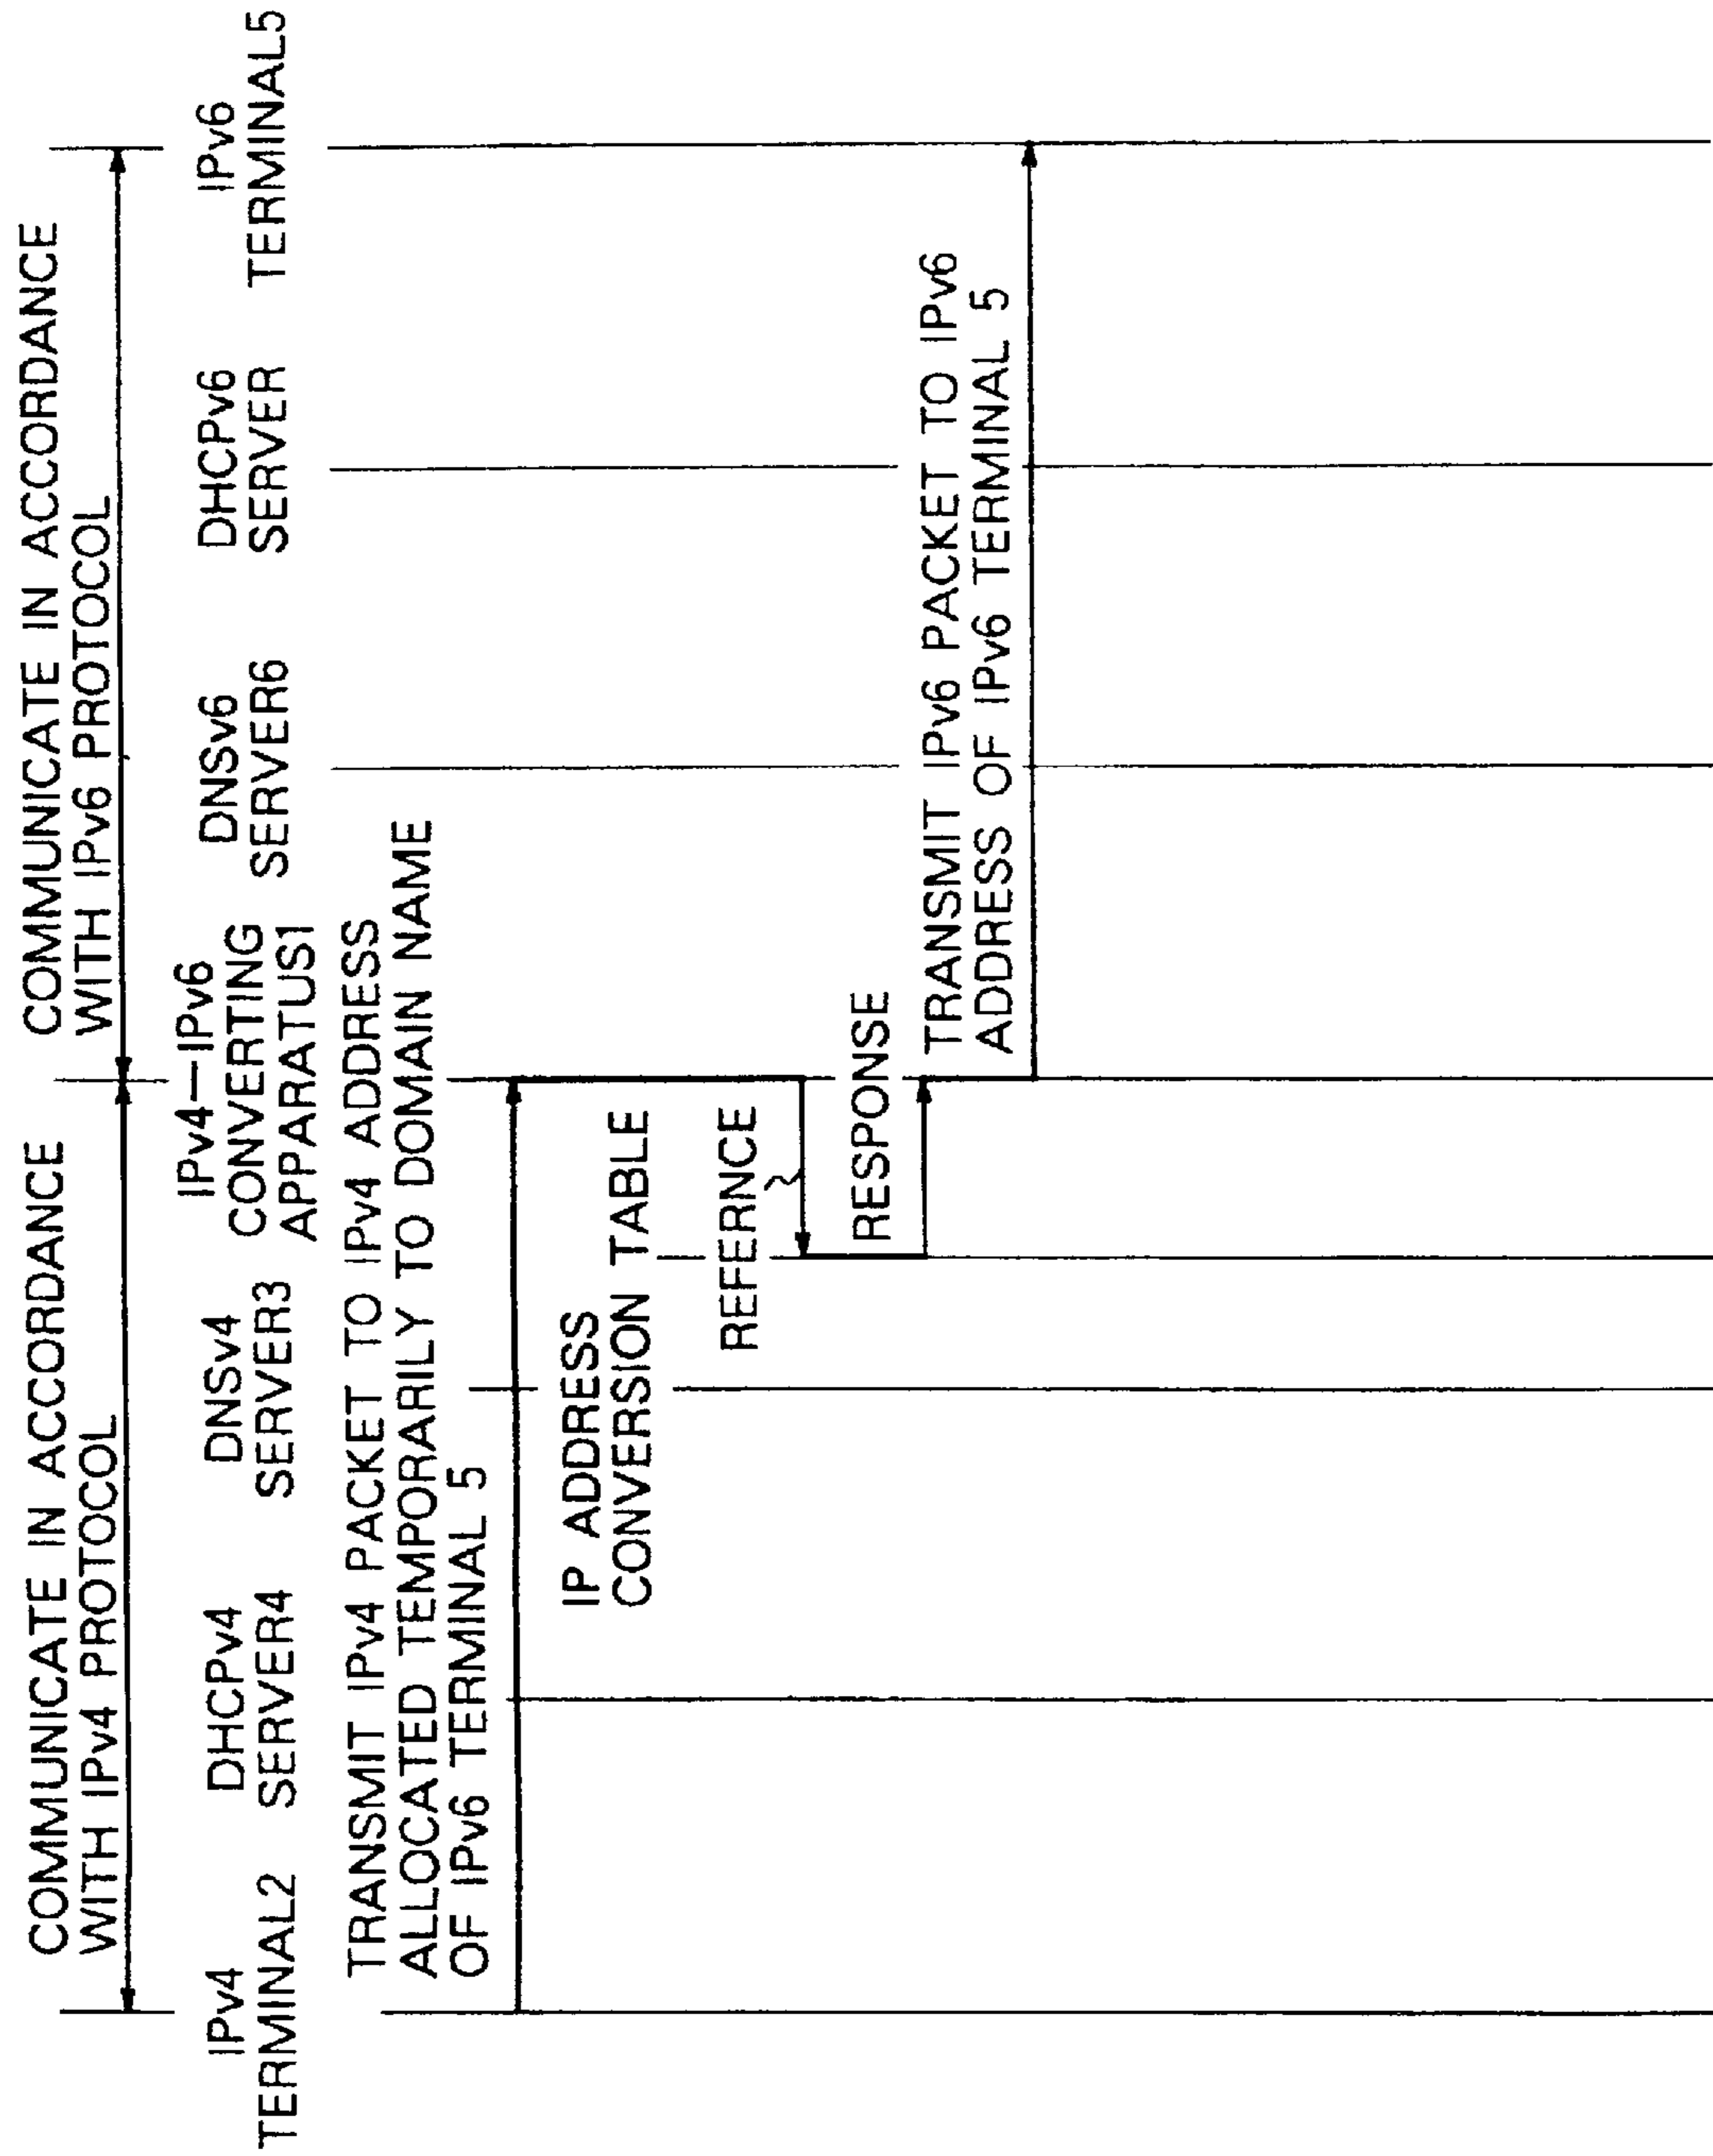 COMMUNICATE IN ACCORDANCE
WITH IPv4 PROTOCOL
COMMUNICATE IN ACCORDANCE
WITH IPv6 PROTOCOL
IPv4
TERMINAL2
DHCPv4
SERVER4
DNSv4
SERVER3
IPv4—IPv6
CONVERTING
APPARATUS1
DNSv6
SERVER6
DHCPv6
SERVER
IPv6
TERMINAL5
TRANSMIT IPv4 PACKET TO IPv4 ADDRESS
ALLOCATED TEMPORARILY TO DOMAIN NAME
OF IPv6 TERMINAL 5
IP ADDRESS
CONVERSION TABLE
REFERENCE
RESPONSE
TRANSMIT IPv6 PACKET TO IPv6
ADDRESS OF IPv6 TERMINAL 5